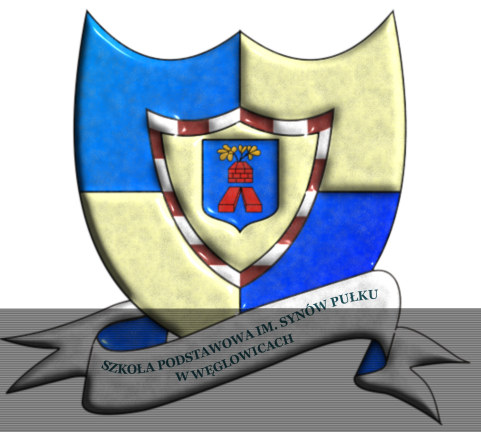 SZKOŁA PODSTAWOWA IM. SYNÓW PUŁKU
W WĘGLOWICACH